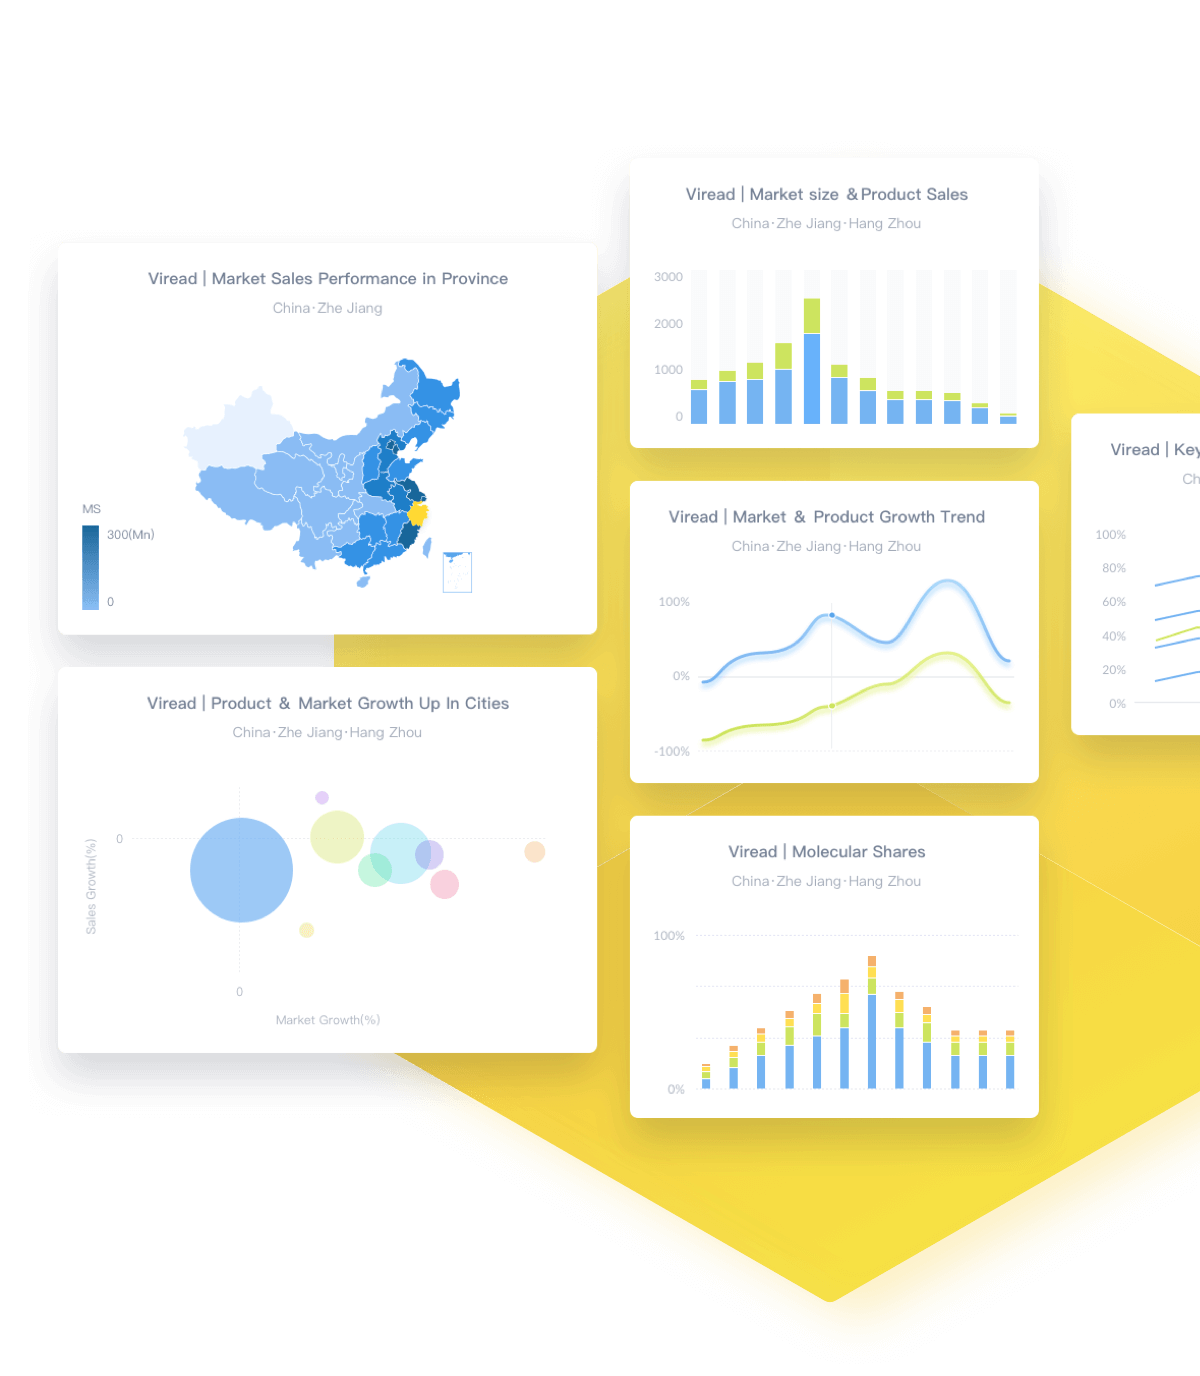 Viread | Market Sales Performance in Province
China·Zhe Jiang
MS
300(Mn)
0
Viread | Product & Market Growth Up In Cities
China·Zhe Jiang·Hang Zhou
0
Sales Growth(%)
0
Market Growth(%)
Viread | Market size &Product Sales
China·Zhe Jiang·Hang Zhou
3000
2000
1000
0
Viread | Market & Product Growth Trend
China·Zhe Jiang·Hang Zhou
100%
0%
-100%
Viread | Molecular Shares
China·Zhe Jiang·Hang Zhou
100%
0%
Viread | Key
Ch
100%
80%
60%
40%
20%
0%